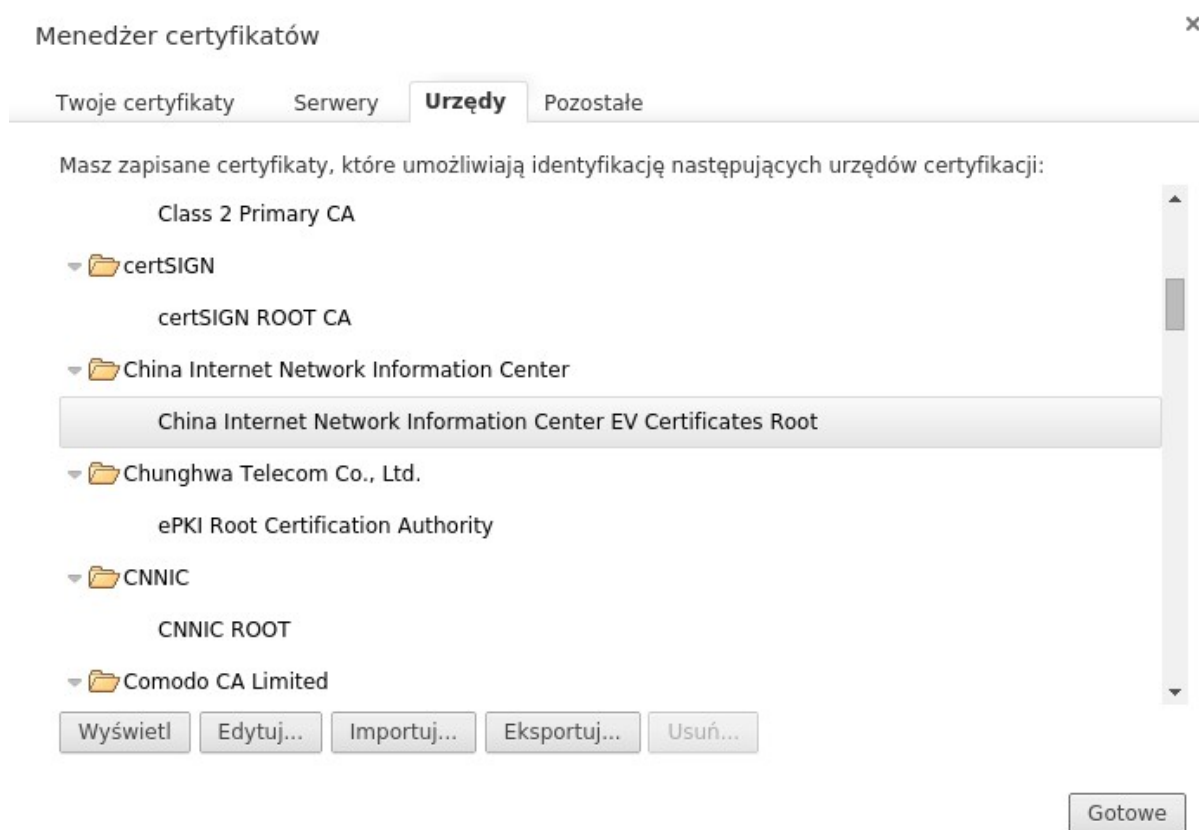 Menedżer certyfikatów
Twoje certyfikaty Serwery Urzędy Pozostałe
Masz zapisane certyfikaty, które umożliwiają identyfikację następujących urzędów certyfikacji:
Class 2 Primary CA
certSIGN
certSIGN ROOT CA
China Internet Network Information Center
China Internet Network Information Center EV Certificates Root
Chunghwa Telecom Co., Ltd.
ePKI Root Certification Authority
CNNIC
CNNIC ROOT
Comodo CA Limited
Wyświetl Edytuj... Importuj... Eksportuj... Usuń...
Gotowe